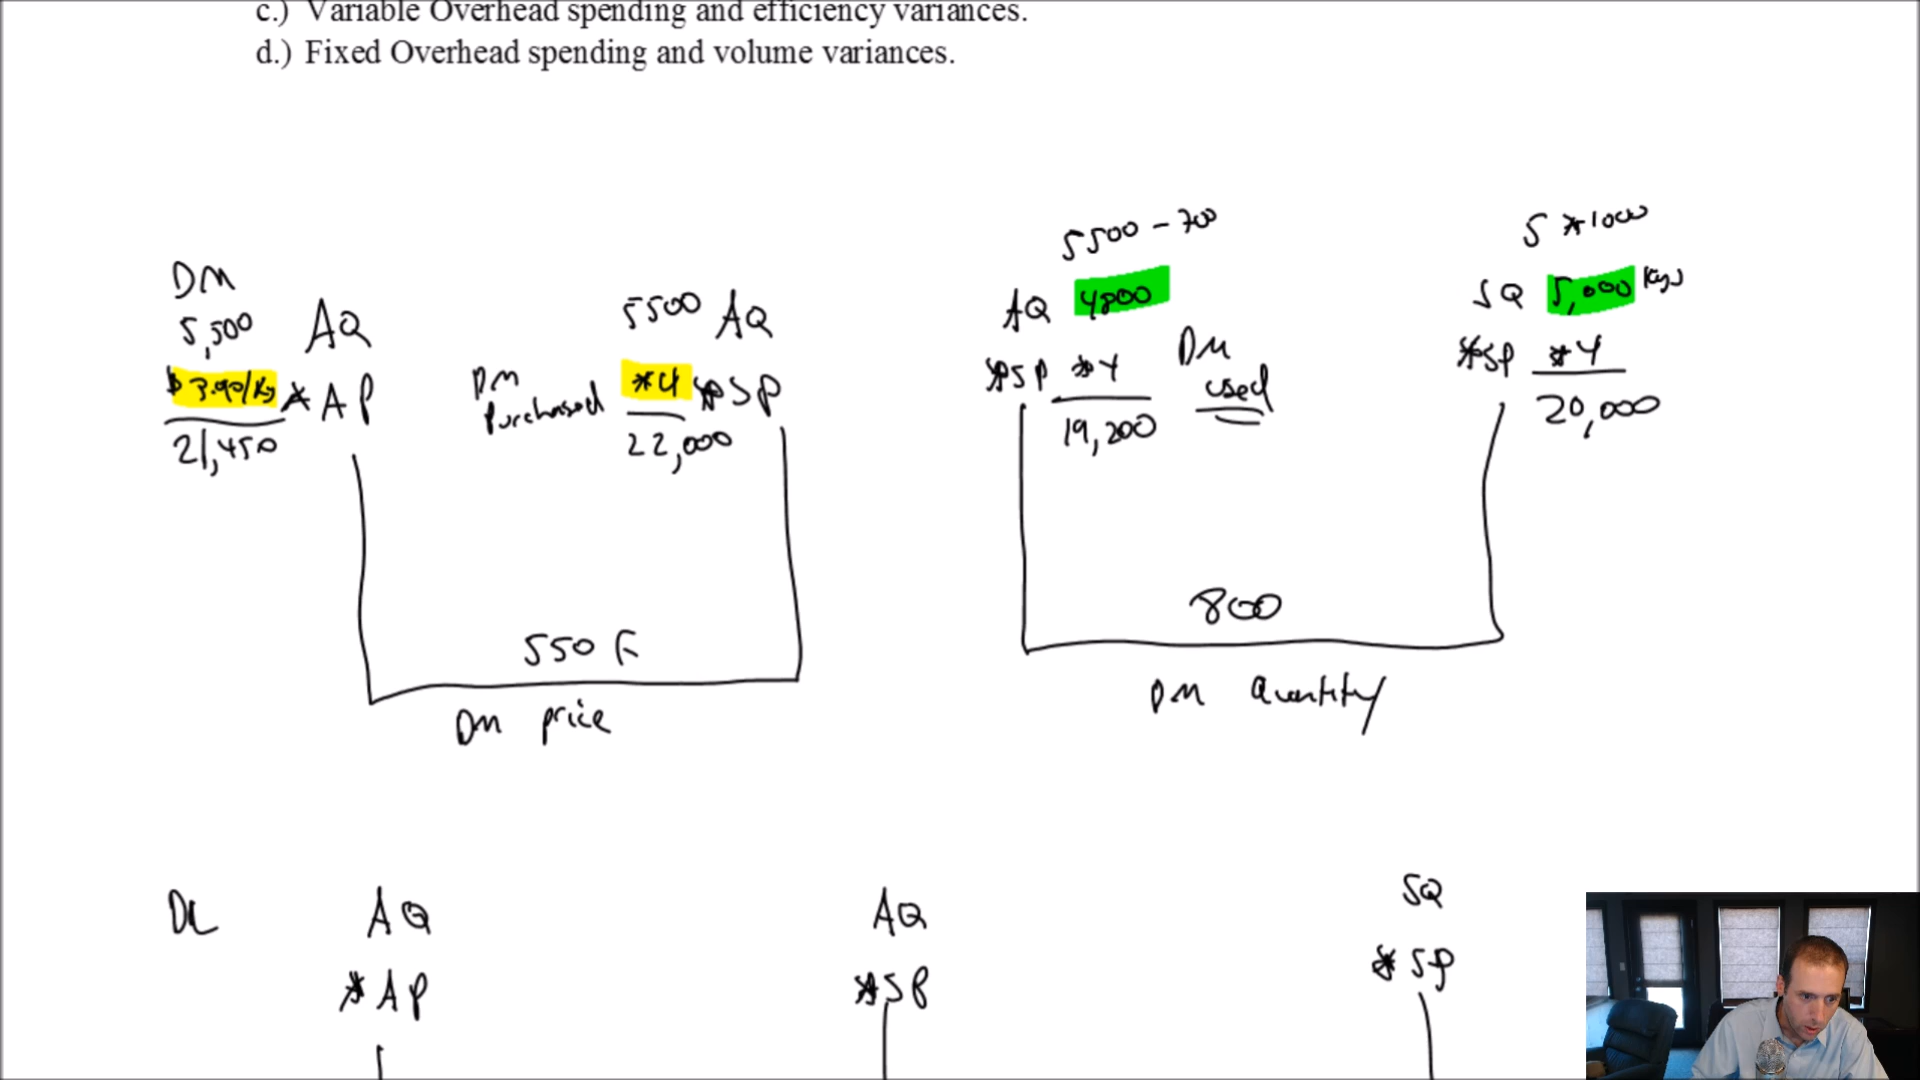 c.) Variable Overhead spending and efficiency variances.
d.) Fixed Overhead spending and volume variances.
DM
5,500 AQ
$3.90/kg * AP
21,450
DM Purchased
5500 AQ
*4 *SP
22,000
550 F
DM price
5500 - 700
AQ 4800
*SP *4
19,200
DM used
5 * 1000
SQ 5,000 Kgs
*SP *4
20,000
800
DM Quantity
DL
AQ
*AP
AQ
*SP
SQ
*SP